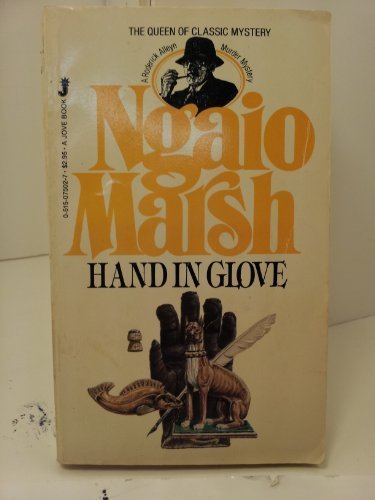 THE QUEEN OF CLASSIC MYSTERY
A Roderick Alleyn Murder Mystery
Ngaio
Marsh
HAND IN GLOVE
0-515-07502-7 • $2.95 • A JOVE BOOK